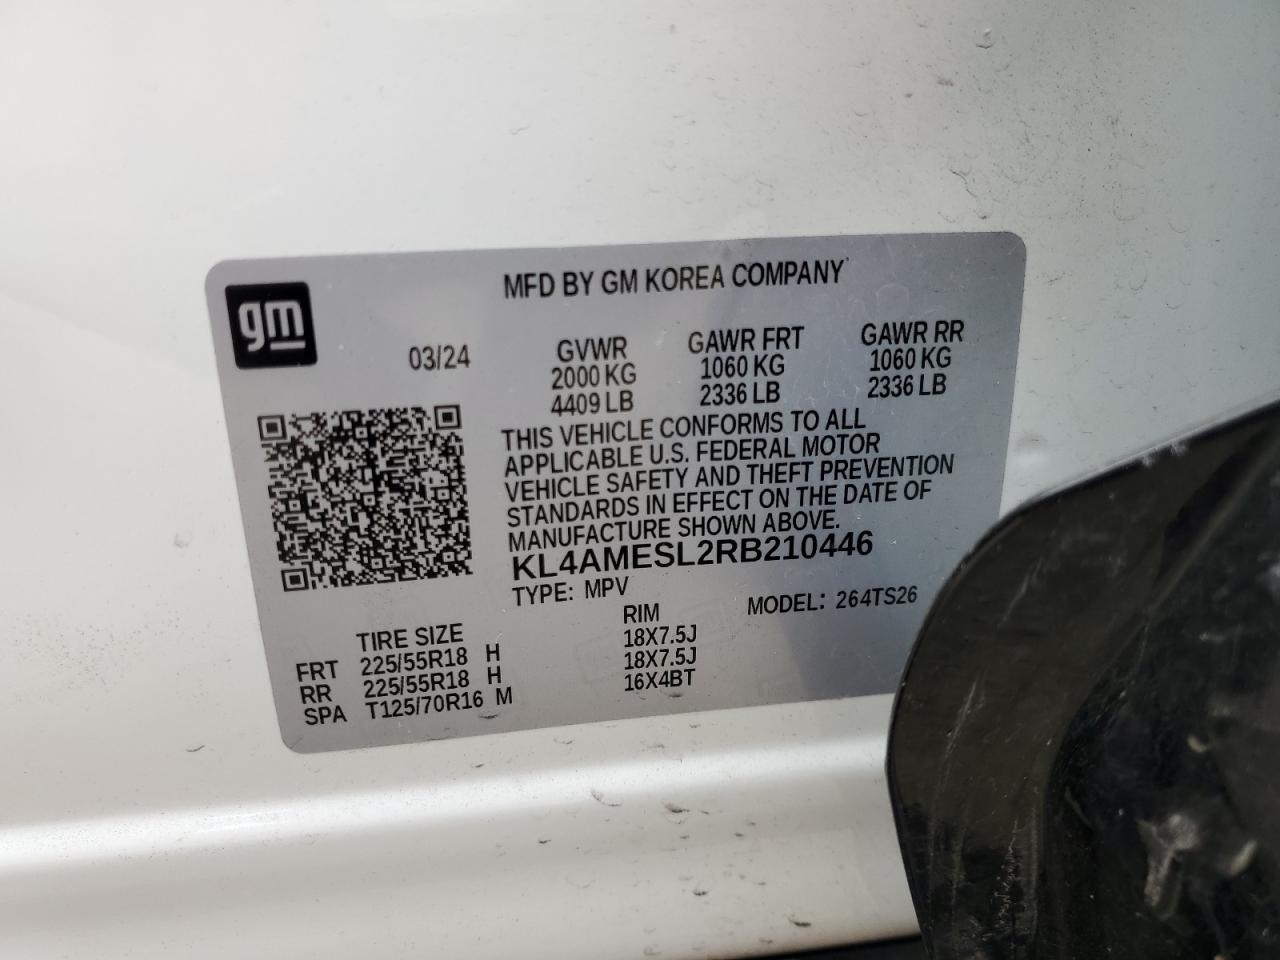 gm
MFD BY GM KOREA COMPANY
03/24
GVWR GAWR FRT GAWR RR
2000 KG 1060 KG 1060 KG
4409 LB 2336 LB 2336 LB
THIS VEHICLE CONFORMS TO ALL
APPLICABLE U.S. FEDERAL MOTOR
VEHICLE SAFETY AND THEFT PREVENTION
STANDARDS IN EFFECT ON THE DATE OF
MANUFACTURE SHOWN ABOVE.
KL4AMESL2RB210446
TYPE: MPV MODEL: 264TS26
TIRE SIZE RIM
FRT 225/55R18 H 18X7.5J
RR 225/55R18 H 18X7.5J
SPA T125/70R16 M 16X4BT